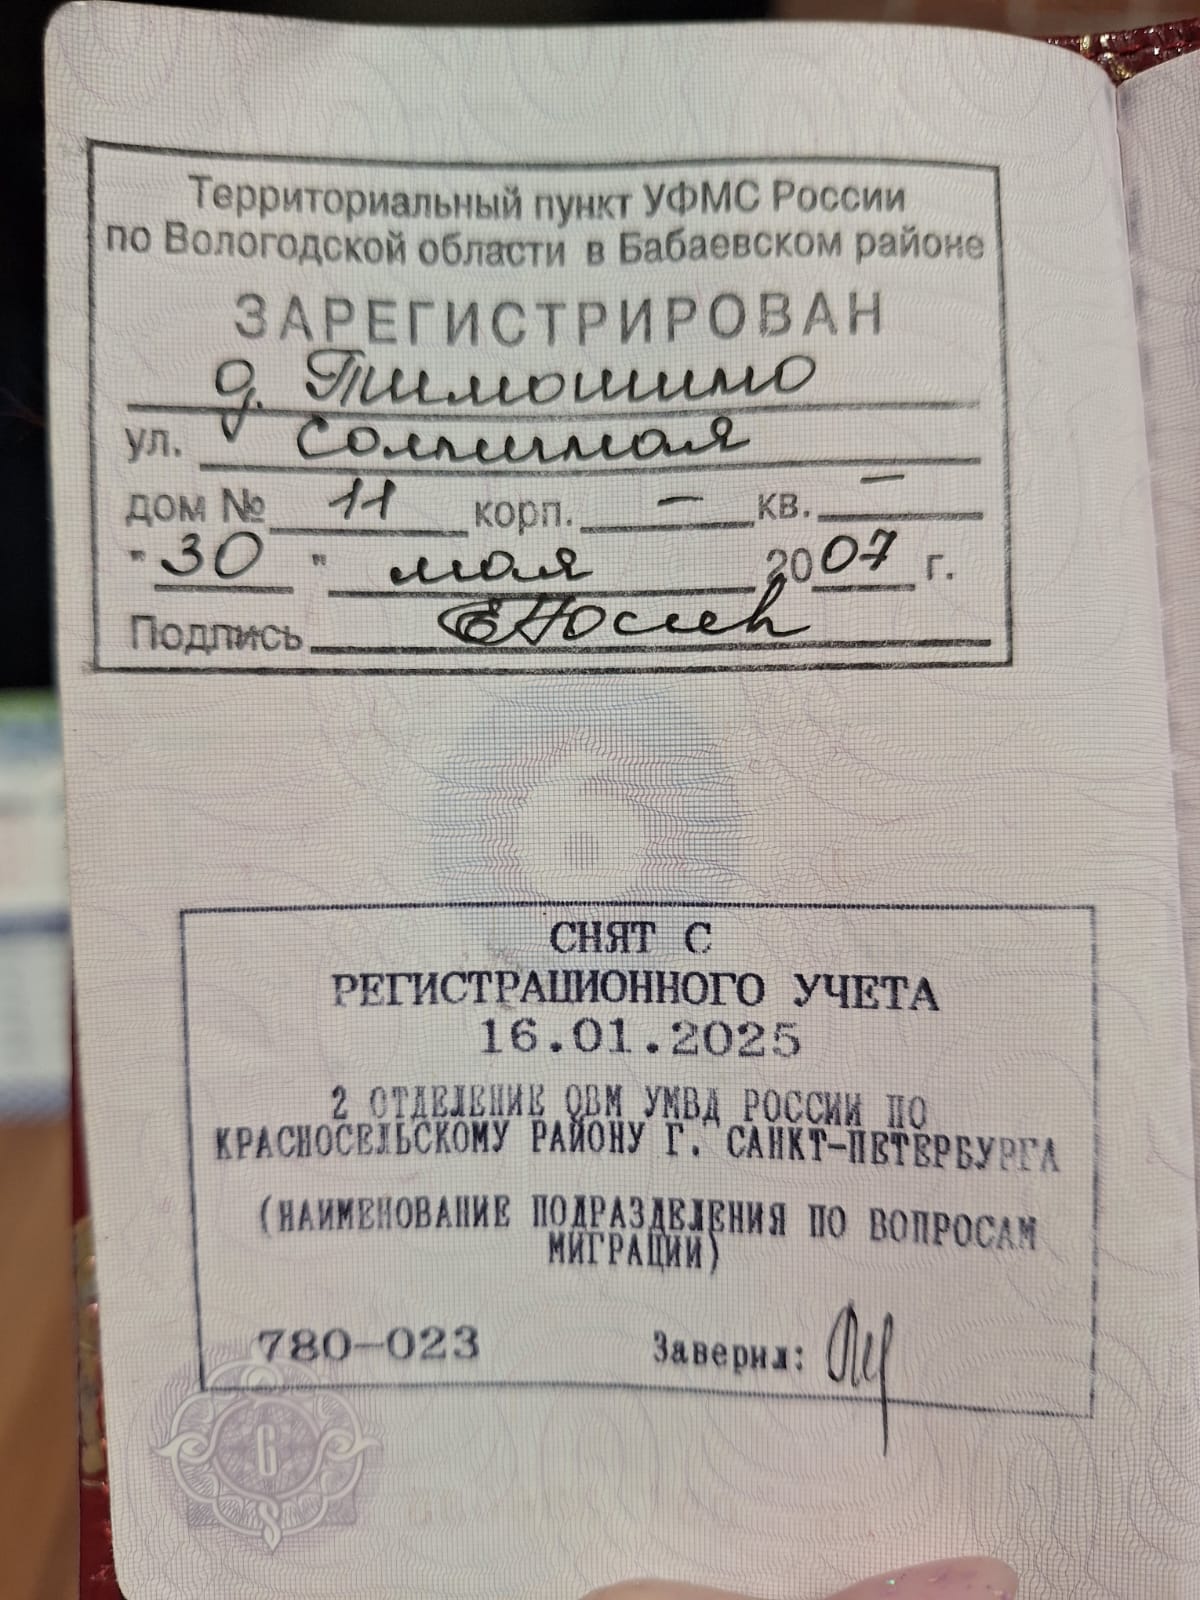 Территориальный пункт УФМС России
по Вологодской области в Бабаевском районе
ЗАРЕГИСТРИРОВАН
д. Тимошино
ул. Солнечная
дом № 11 корп. – кв. –
"30" мая 2007 г.
Подпись
СНЯТ С
РЕГИСТРАЦИОННОГО УЧЕТА
16.01.2025
2 ОТДЕЛЕНИЕ ОВМ УМВД РОССИИ ПО
КРАСНОСЕЛЬСКОМУ РАЙОНУ Г. САНКТ-ПЕТЕРБУРГА
(НАИМЕНОВАНИЕ ПОДРАЗДЕЛЕНИЯ ПО ВОПРОСАМ
МИГРАЦИИ)
780-023 Заверил:
6